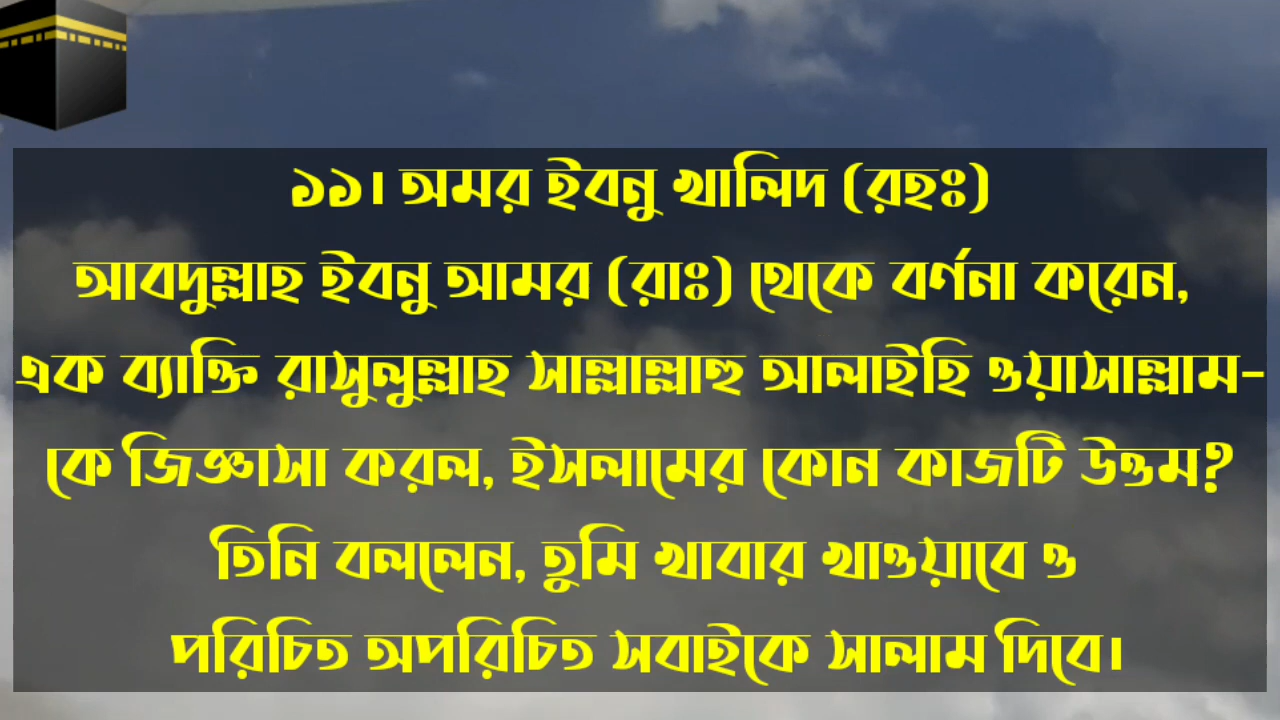 ১১। অমর ইবনু খালিদ (রহঃ)
আবদুল্লাহ ইবনু আমর (রাঃ) থেকে বর্ণনা করেন,
এক ব্যাক্তি রাসুলুল্লাহ সাল্লাল্লাহু আলাইহি ওয়াসাল্লাম-
কে জিজ্ঞাসা করল, ইসলামের কোন কাজটি উত্তম?
তিনি বললেন, তুমি খাবার খাওয়াবে ও
পরিচিত অপরিচিত সবাইকে সালাম দিবে।